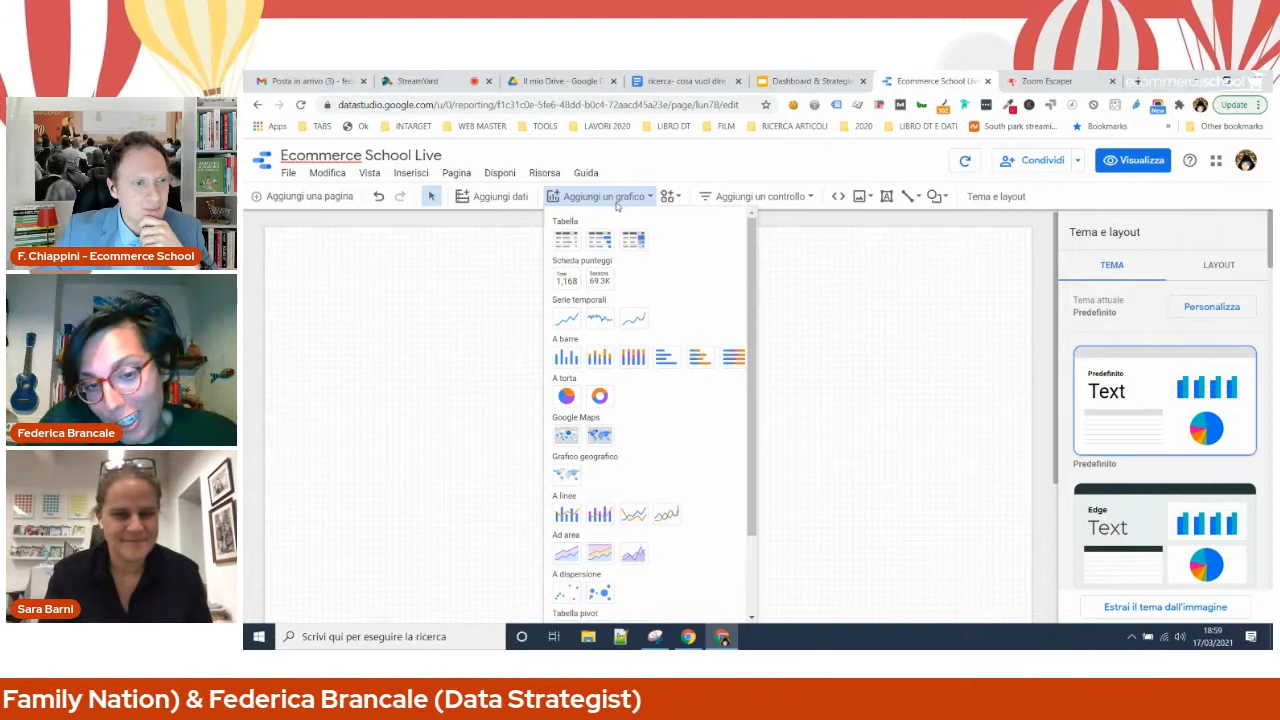 Posta in arrivo (3) - fed
StreamYard
Il mio Drive - Google D
ricerca- cosa vuol dire
Dashboard & Strategie
Ecommerce School Live
Zoom Escaper
ecommerceschool
datastudio.google.com/u/0/reporting/f1c31c0e-5fe6-48dd-b0c4-72aacd45a23e/page/lun7B/edit
Update
Apps
TABS
Ok
INTARGET
WEB MASTER
TOOLS
LAVORI 2020
LIBRO DT
FILM
RICERCA ARTICOLI
2020
LIBRO DT E DATI
South park streami...
Bookmarks
»
Other bookmarks
Ecommerce School Live
File Modifica Vista Inserisci Pagina Disponi Risorsa Guida
Condividi
Visualizza
Aggiungi una pagina
Aggiungi dati
Aggiungi un grafico
Aggiungi un controllo
Tema e layout
Tabella
Scheda punteggi
Total
1,168
Sessions
69.3K
Serie temporali
A barre
A torta
Google Maps
Grafico geografico
A linee
Ad area
A dispersione
Tabella pivot
Tema e layout
TEMA
LAYOUT
Tema attuale
Predefinito
Personalizza
Predefinito
Text
Predefinito
Edge
Text
Estrai il tema dall'immagine
F. Chiappini - Ecommerce School
Federica Brancale
Sara Barni
Scrivi qui per eseguire la ricerca
18:59
17/03/2021
Family Nation) & Federica Brancale (Data Strategist)